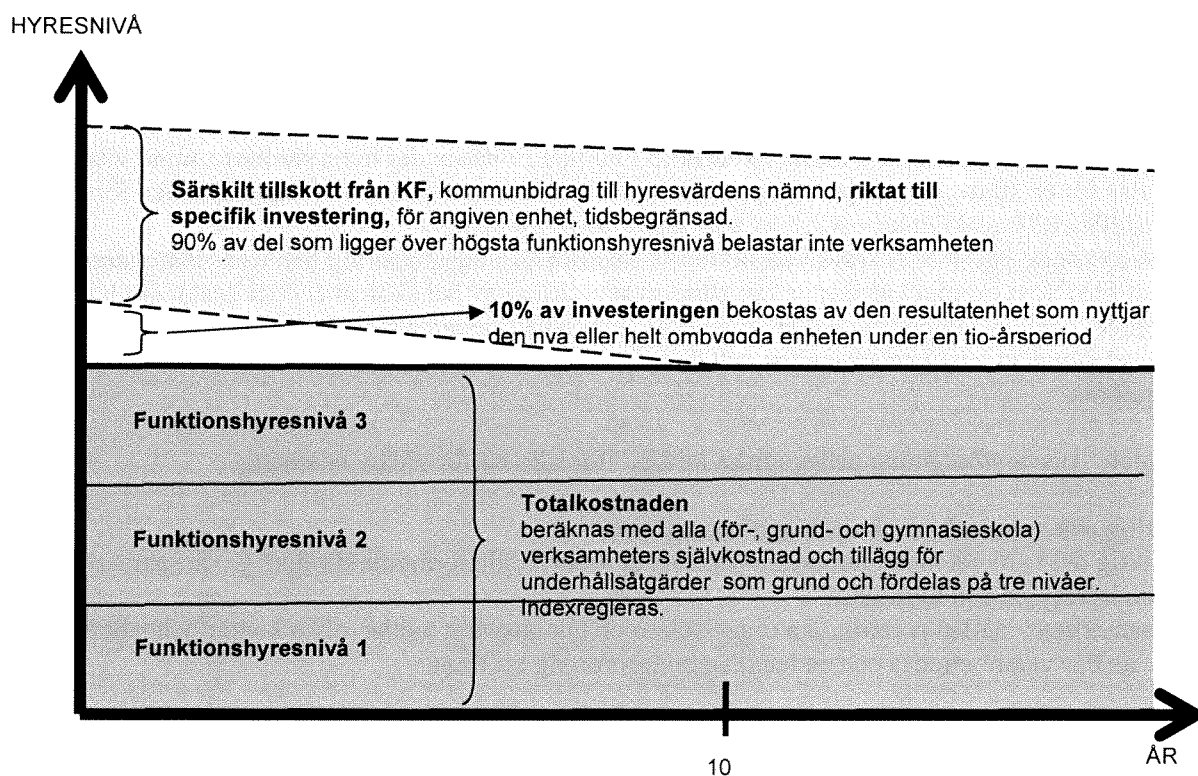 HYRESNIVÅ
Särskilt tillskott från KF, kommunbidrag till hyresvärdens nämnd, riktat till
specifik investering, för angiven enhet, tidsbegränsad.
90% av del som ligger över högsta funktionshyresnivå belastar inte verksamheten
10% av investeringen bekostas av den resultatenhet som nyttjar
den nya eller helt ombyggda enheten under en tio-årsperiod
Funktionshyresnivå 3
Totalkostnaden
beräknas med alla (för-, grund- och gymnasieskola)
Funktionshyresnivå 2
verksamheters självkostnad och tillägg för
underhållsåtgärder som grund och fördelas på tre nivåer.
Indexregleras.
Funktionshyresnivå 1
10
ÅR